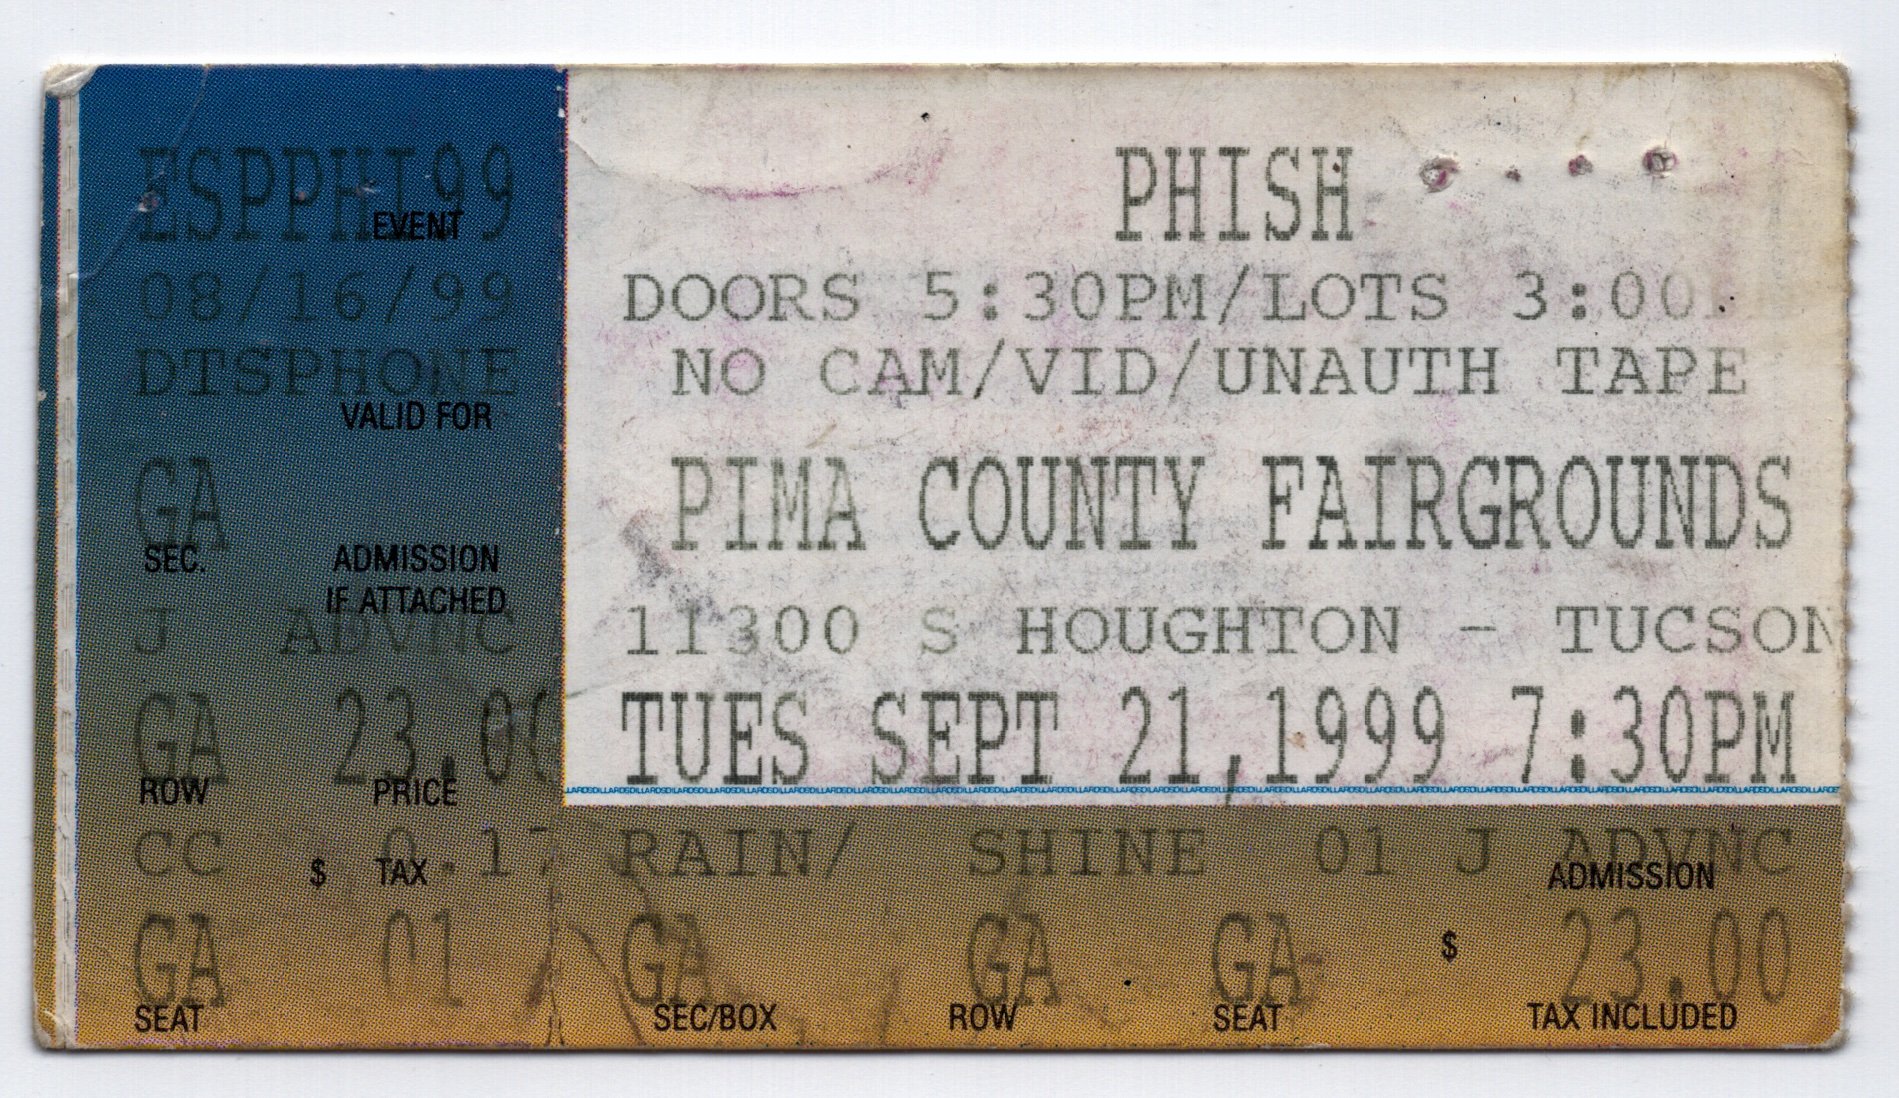 ESPPHI99
EVENT
08/16/99
DTSPHONE
VALID FOR
GA
SEC.
ADMISSION
IF ATTACHED
J ADVNC
GA 23.00
ROW PRICE
CC 0.17
$ TAX
GA 01
SEAT
PHISH
DOORS 5:30PM/LOTS 3:00
NO CAM/VID/UNAUTH TAPE
PIMA COUNTY FAIRGROUNDS
11300 S HOUGHTON - TUCSON
TUES SEPT 21,1999 7:30PM
RAIN/ SHINE 01 J ADVNC
ADMISSION
GA GA GA $ 23.00
SEC/BOX ROW SEAT TAX INCLUDED